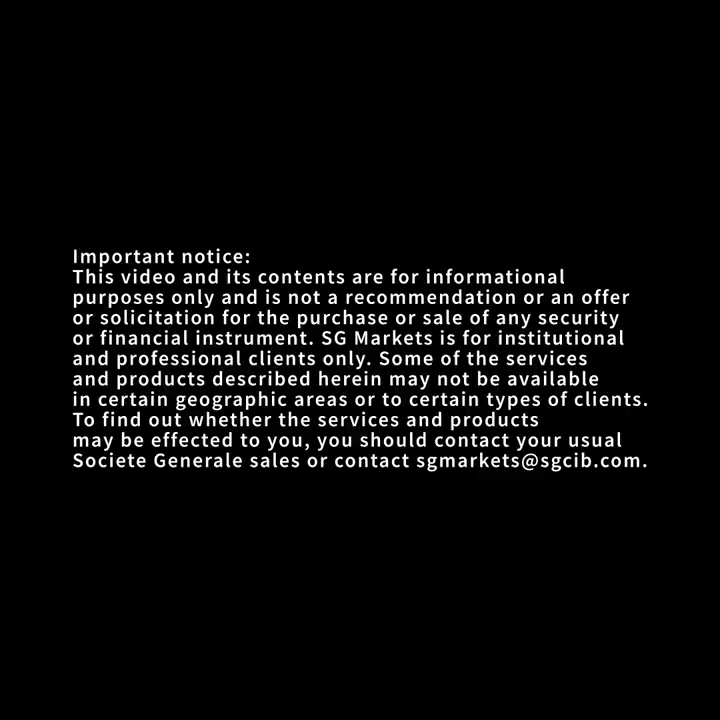 Important notice:
This video and its contents are for informational
purposes only and is not a recommendation or an offer
or solicitation for the purchase or sale of any security
or financial instrument. SG Markets is for institutional
and professional clients only. Some of the services
and products described herein may not be available
in certain geographic areas or to certain types of clients.
To find out whether the services and products
may be effected to you, you should contact your usual
Societe Generale sales or contact sgmarkets@sgcib.com.